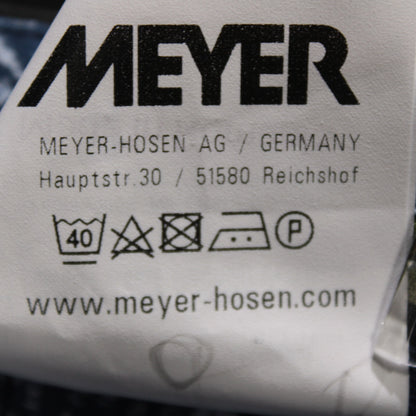 MEYER
MEYER-HOSEN AG / GERMANY
Hauptstr.30 / 51580 Reichshof
40 P
www.meyer-hosen.com